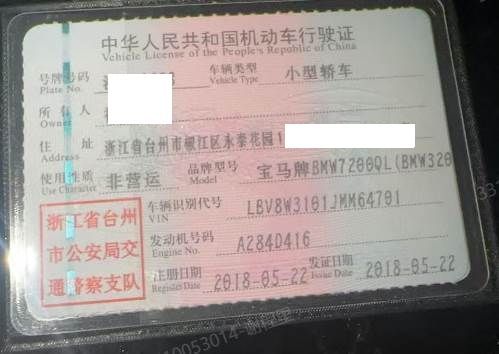 中华人民共和国机动车行驶证
Vehicle License of the People's Republic of China
号牌号码
Plate No.
车辆类型 小型轿车
Vehicle Type
所有人
Owner
住址 浙江省台州市椒江区永泰花园1
Address
使用性质 非营运
Use Character
品牌型号 宝马牌BMW7200QL(BMW320
Model
车辆识别代号 LBV8W3101JMM64701
VIN
发动机号码 A284D416
Engine No.
注册日期 2018-05-22
Register Date
发证日期 2018-05-22
Issue Date
浙江省台州
市公安局交
通警察支队